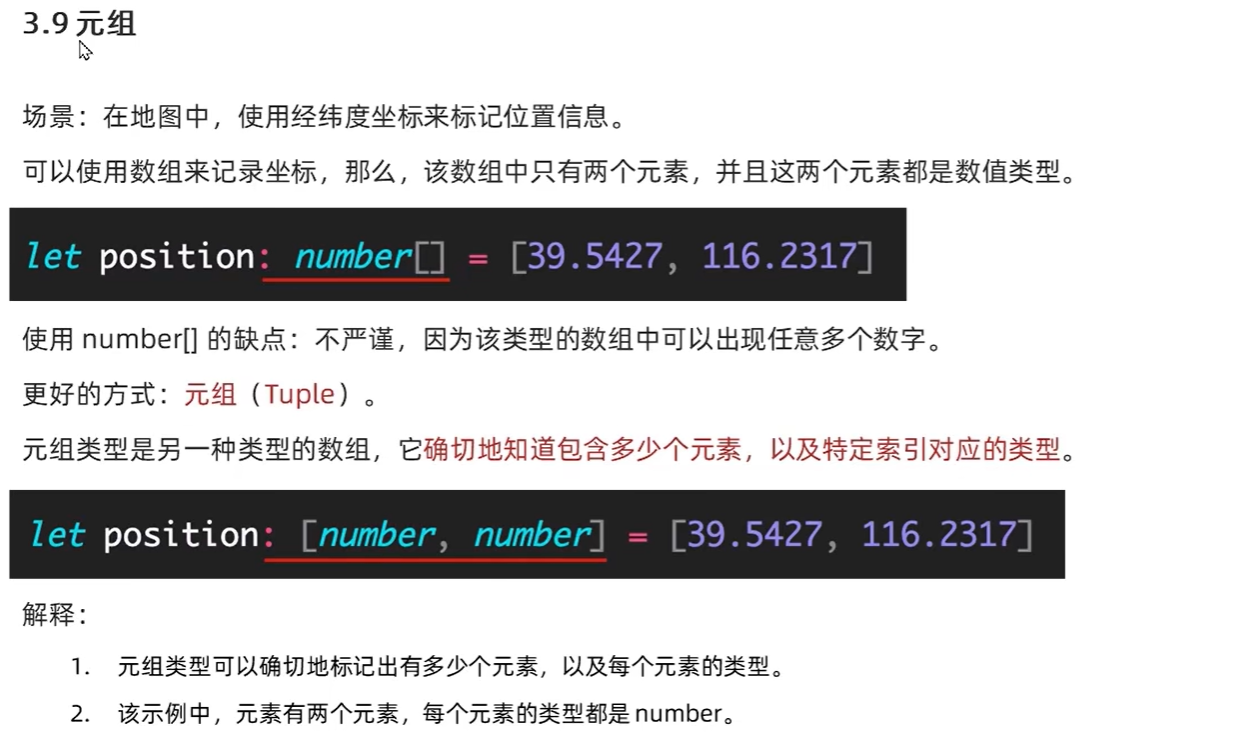 3.9 元组
场景：在地图中，使用经纬度坐标来标记位置信息。
可以使用数组来记录坐标，那么，该数组中只有两个元素，并且这两个元素都是数值类型。
let position: number[] = [39.5427, 116.2317]
使用 number[] 的缺点：不严谨，因为该类型的数组中可以出现任意多个数字。
更好的方式：元组（Tuple）。
元组类型是另一种类型的数组，它确切地知道包含多少个元素，以及特定索引对应的类型。
let position: [number, number] = [39.5427, 116.2317]
解释：
1. 元组类型可以确切地标记出有多少个元素，以及每个元素的类型。
2. 该示例中，元素有两个元素，每个元素的类型都是 number。